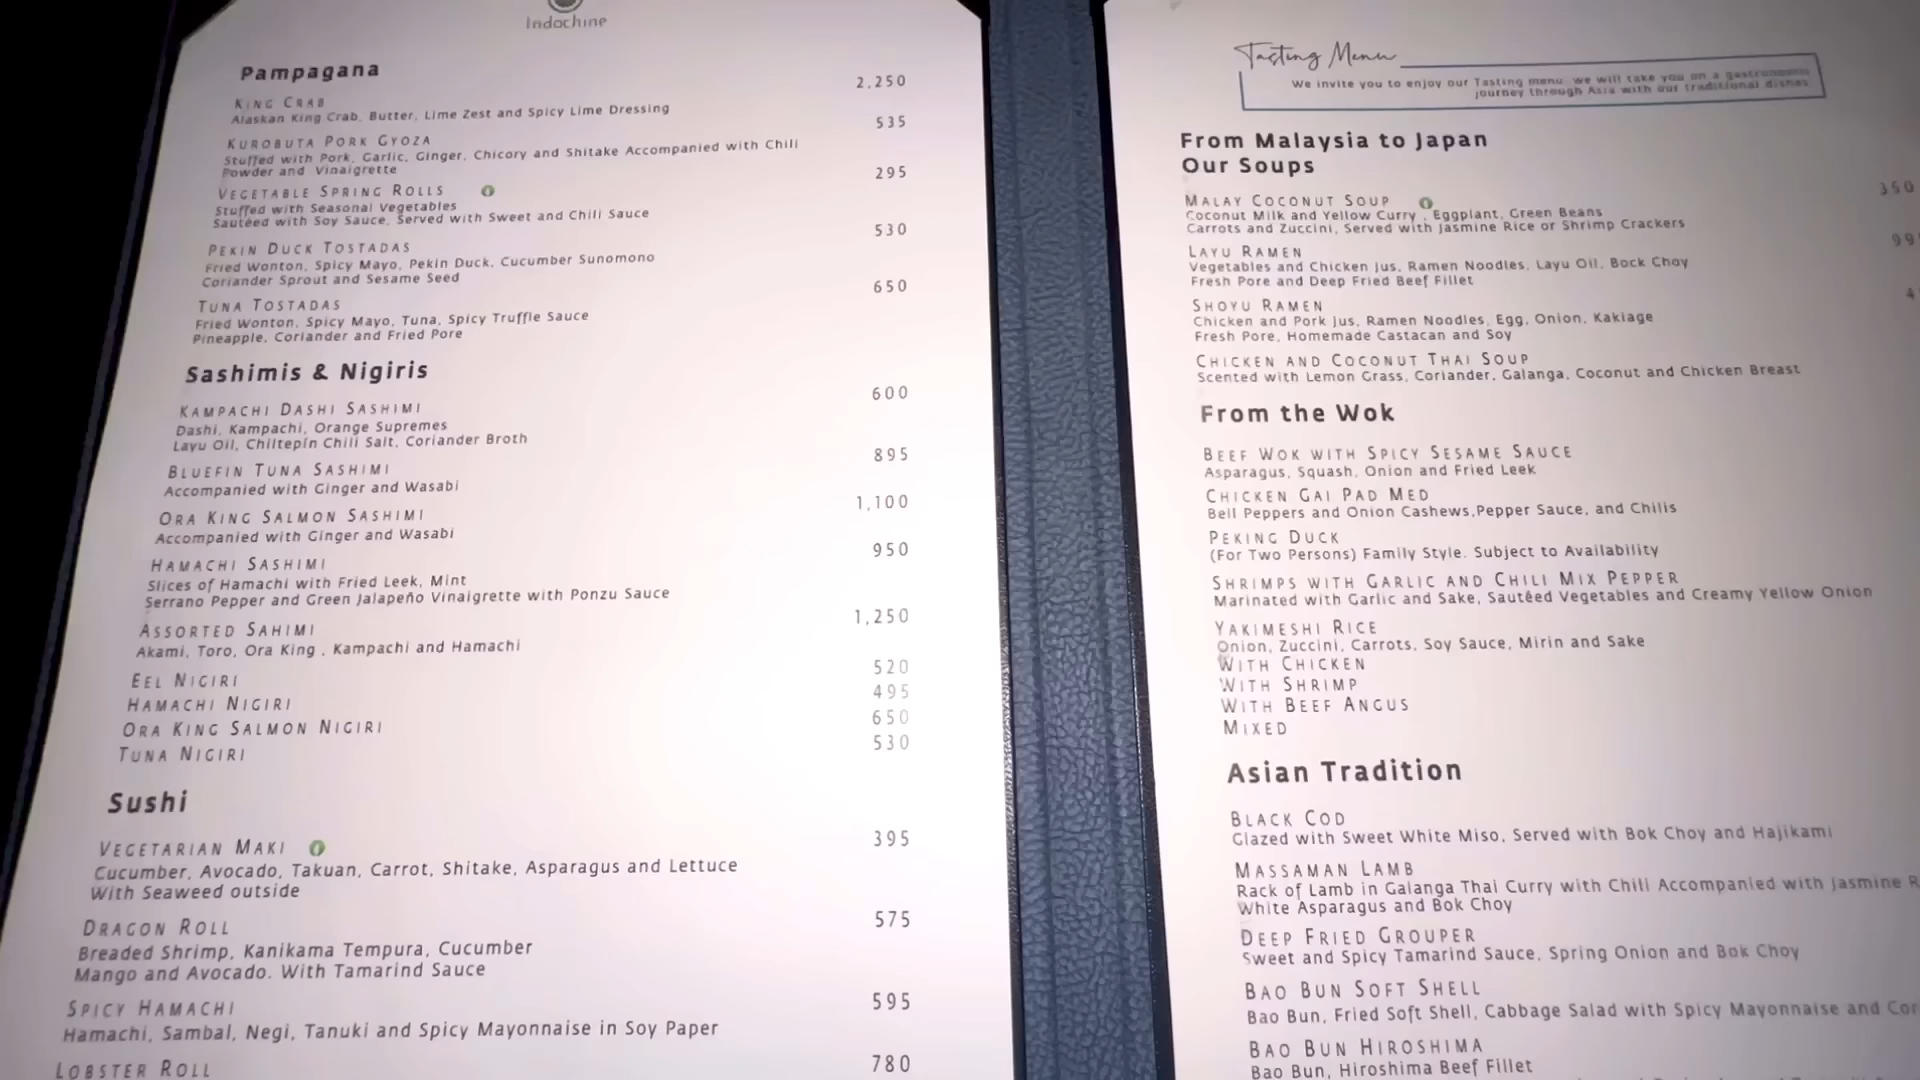 Indochine
Pampagana
KING CRAB 2,250
Alaskan King Crab, Butter, Lime Zest and Spicy Lime Dressing
KUROBUTA PORK GYOZA 535
Stuffed with Pork, Garlic, Ginger, Chicory and Shitake Accompanied with Chili
Powder and Vinaigrette
VEGETABLE SPRING ROLLS 295
Stuffed with Seasonal Vegetables
Sautéed with Soy Sauce, Served with Sweet and Chili Sauce
PEKIN DUCK TOSTADAS 530
Fried Wonton, Spicy Mayo, Pekin Duck, Cucumber Sunomono
Coriander Sprout and Sesame Seed
TUNA TOSTADAS 650
Fried Wonton, Spicy Mayo, Tuna, Spicy Truffle Sauce
Pineapple, Coriander and Fried Pore
Sashimis & Nigiris
KAMPACHI DASHI SASHIMI 600
Dashi, Kampachi, Orange Supremes
Layu Oil, Chiltepín Chili Salt, Coriander Broth
BLUEFIN TUNA SASHIMI 895
Accompanied with Ginger and Wasabi
ORA KING SALMON SASHIMI 1,100
Accompanied with Ginger and Wasabi
HAMACHI SASHIMI 950
Slices of Hamachi with Fried Leek, Mint
Serrano Pepper and Green Jalapeño Vinaigrette with Ponzu Sauce
ASSORTED SAHIMI 1,250
Akami, Toro, Ora King , Kampachi and Hamachi
EEL NIGIRI 520
HAMACHI NIGIRI 495
ORA KING SALMON NIGIRI 650
TUNA NIGIRI 530
Sushi
VEGETARIAN MAKI 395
Cucumber, Avocado, Takuan, Carrot, Shitake, Asparagus and Lettuce
With Seaweed outside
DRAGON ROLL 575
Breaded Shrimp, Kanikama Tempura, Cucumber
Mango and Avocado. With Tamarind Sauce
SPICY HAMACHI 595
Hamachi, Sambal, Negi, Tanuki and Spicy Mayonnaise in Soy Paper
LOBSTER ROLL 780
Tasting Menu
We invite you to enjoy our Tasting menu, we will take you on a gastronomic
journey through Asia with our traditional dishes
From Malaysia to Japan
Our Soups
MALAY COCONUT SOUP 350
Coconut Milk and Yellow Curry , Eggplant, Green Beans
Carrots and Zuccini, Served with Jasmine Rice or Shrimp Crackers
LAYU RAMEN
Vegetables and Chicken Jus, Ramen Noodles, Layu Oil, Bock Choy
Fresh Pore and Deep Fried Beef Fillet
SHOYU RAMEN
Chicken and Pork Jus, Ramen Noodles, Egg, Onion, Kakiage
Fresh Pore, Homemade Castacan and Soy
CHICKEN AND COCONUT THAI SOUP
Scented with Lemon Grass, Coriander, Galanga, Coconut and Chicken Breast
From the Wok
BEEF WOK WITH SPICY SESAME SAUCE
Asparagus, Squash, Onion and Fried Leek
CHICKEN GAI PAD MED
Bell Peppers and Onion Cashews,Pepper Sauce, and Chilis
PEKING DUCK
(For Two Persons) Family Style. Subject to Availability
SHRIMPS WITH GARLIC AND CHILI MIX PEPPER
Marinated with Garlic and Sake, Sautéed Vegetables and Creamy Yellow Onion
YAKIMESHI RICE
Onion, Zuccini, Carrots, Soy Sauce, Mirin and Sake
WITH CHICKEN
WITH SHRIMP
WITH BEEF ANGUS
MIXED
Asian Tradition
BLACK COD
Glazed with Sweet White Miso, Served with Bok Choy and Hajikami
MASSAMAN LAMB
Rack of Lamb in Galanga Thai Curry with Chili Accompanied with Jasmine
White Asparagus and Bok Choy
DEEP FRIED GROUPER
Sweet and Spicy Tamarind Sauce, Spring Onion and Bok Choy
BAO BUN SOFT SHELL
Bao Bun, Fried Soft Shell, Cabbage Salad with Spicy Mayonnaise and
BAO BUN HIROSHIMA
Bao Bun, Hiroshima Beef Fillet